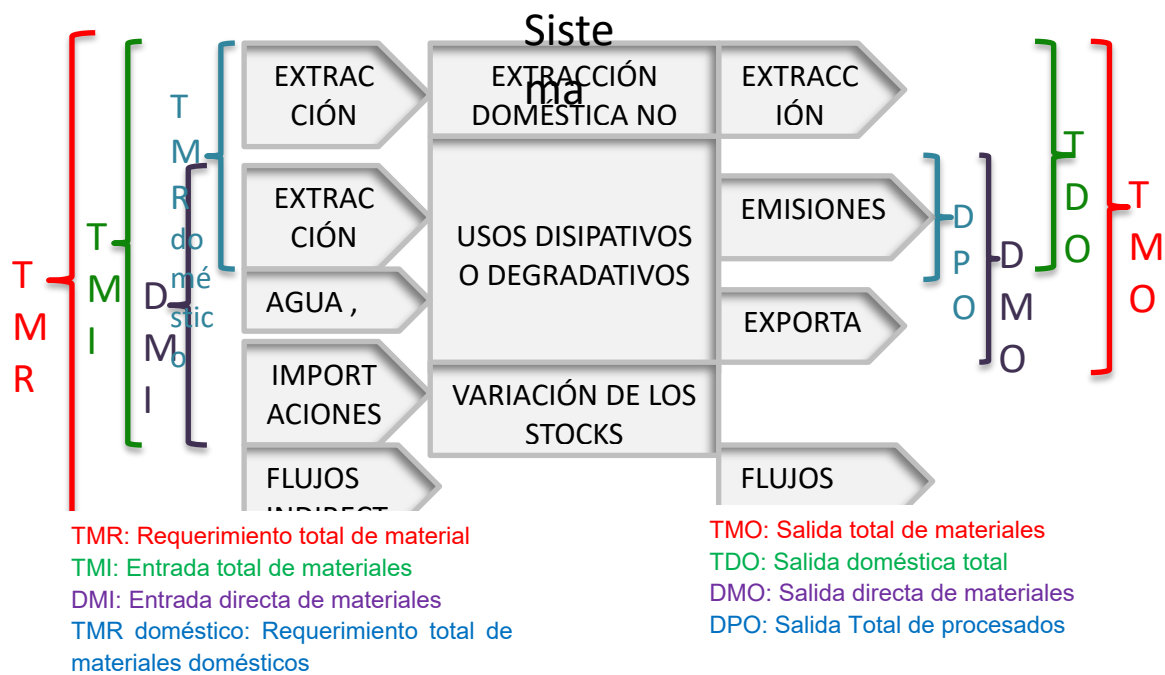 Siste
ma
EXTRAC
CIÓN
EXTRACCIÓN
DOMÉSTICA NO
EXTRACC
IÓN
EXTRAC
CIÓN
USOS DISIPATIVOS
O DEGRADATIVOS
EMISIONES
AGUA ,
EXPORTA
IMPORT
ACIONES
VARIACIÓN DE LOS
STOCKS
FLUJOS
INDIRECT
FLUJOS
T
M
R
T
M
I
D
M
I
T
M
R
do
mé
stic
o
D
P
O
D
M
O
T
D
O
T
M
O
TMR: Requerimiento total de material
TMI: Entrada total de materiales
DMI: Entrada directa de materiales
TMR doméstico: Requerimiento total de
materiales domésticos
TMO: Salida total de materiales
TDO: Salida doméstica total
DMO: Salida directa de materiales
DPO: Salida Total de procesados